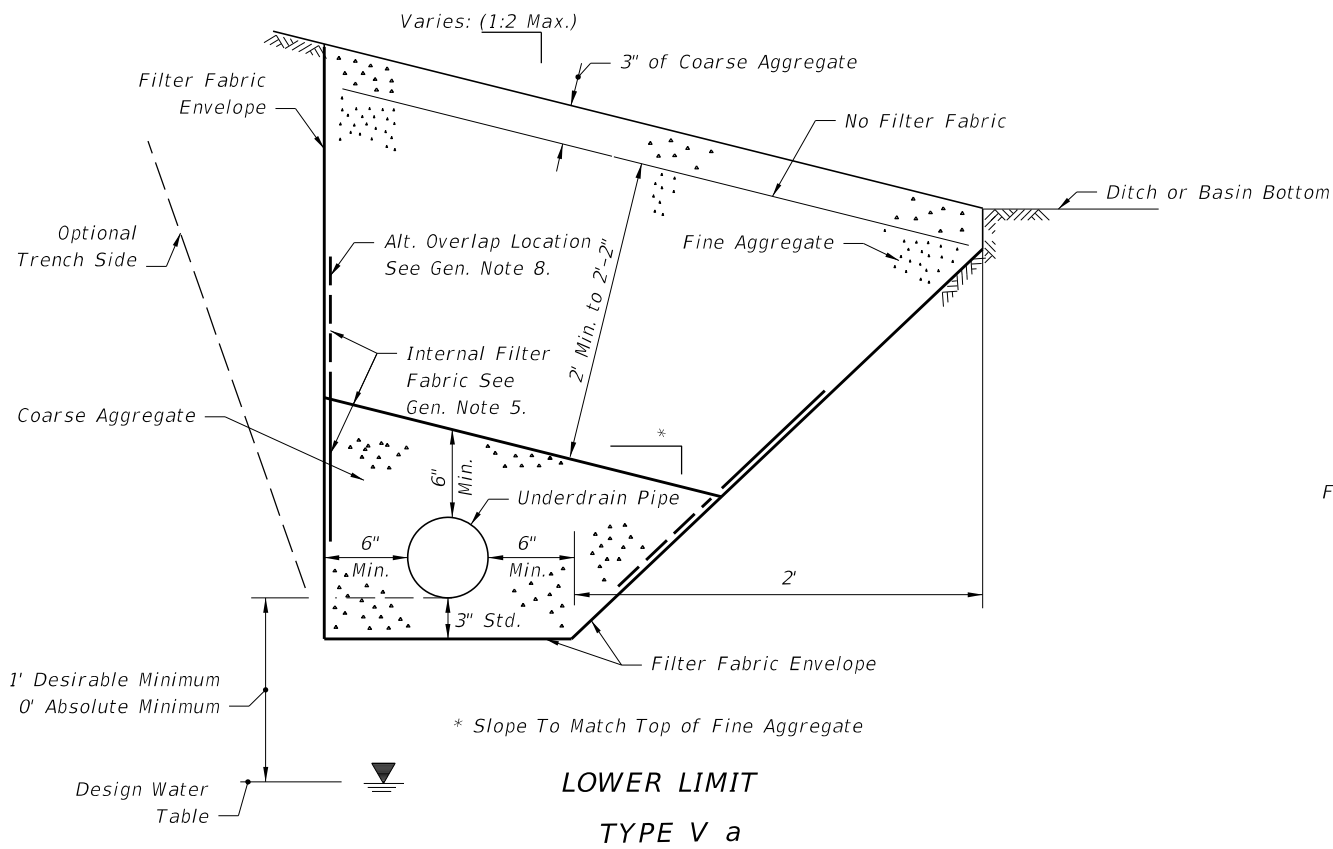 Varies: (1:2 Max.)
3" of Coarse Aggregate
Filter Fabric
Envelope
No Filter Fabric
Ditch or Basin Bottom
Optional
Trench Side
Alt. Overlap Location
See Gen. Note 8.
Fine Aggregate
2' Min. to 2'-2"
Internal Filter
Fabric See
Gen. Note 5.
Coarse Aggregate
*
6"
Min.
Underdrain Pipe
F
6"
Min.
6"
Min.
2'
3" Std.
Filter Fabric Envelope
1' Desirable Minimum
0' Absolute Minimum
* Slope To Match Top of Fine Aggregate
Design Water
Table
LOWER LIMIT
TYPE V a